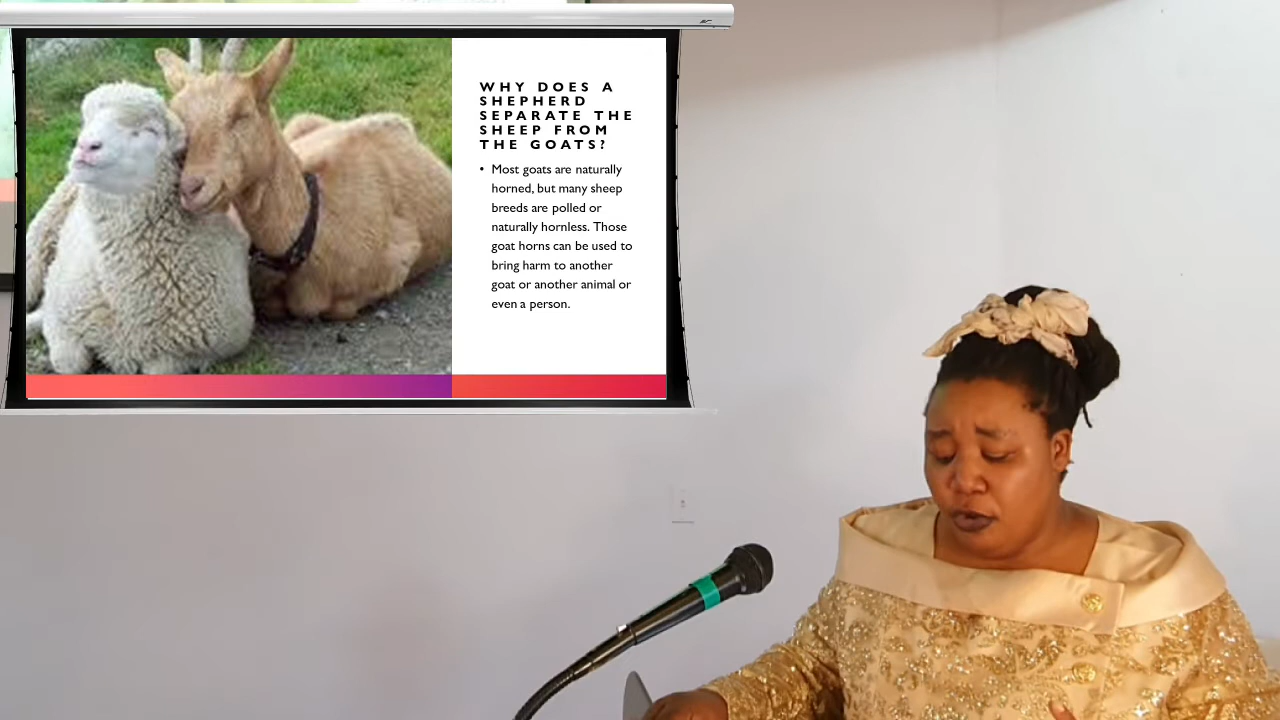 WHY DOES A
SHEPHERD
SEPARATE THE
SHEEP FROM
THE GOATS?
• Most goats are naturally
horned, but many sheep
breeds are polled or
naturally hornless. Those
goat horns can be used to
bring harm to another
goat or another animal or
even a person.